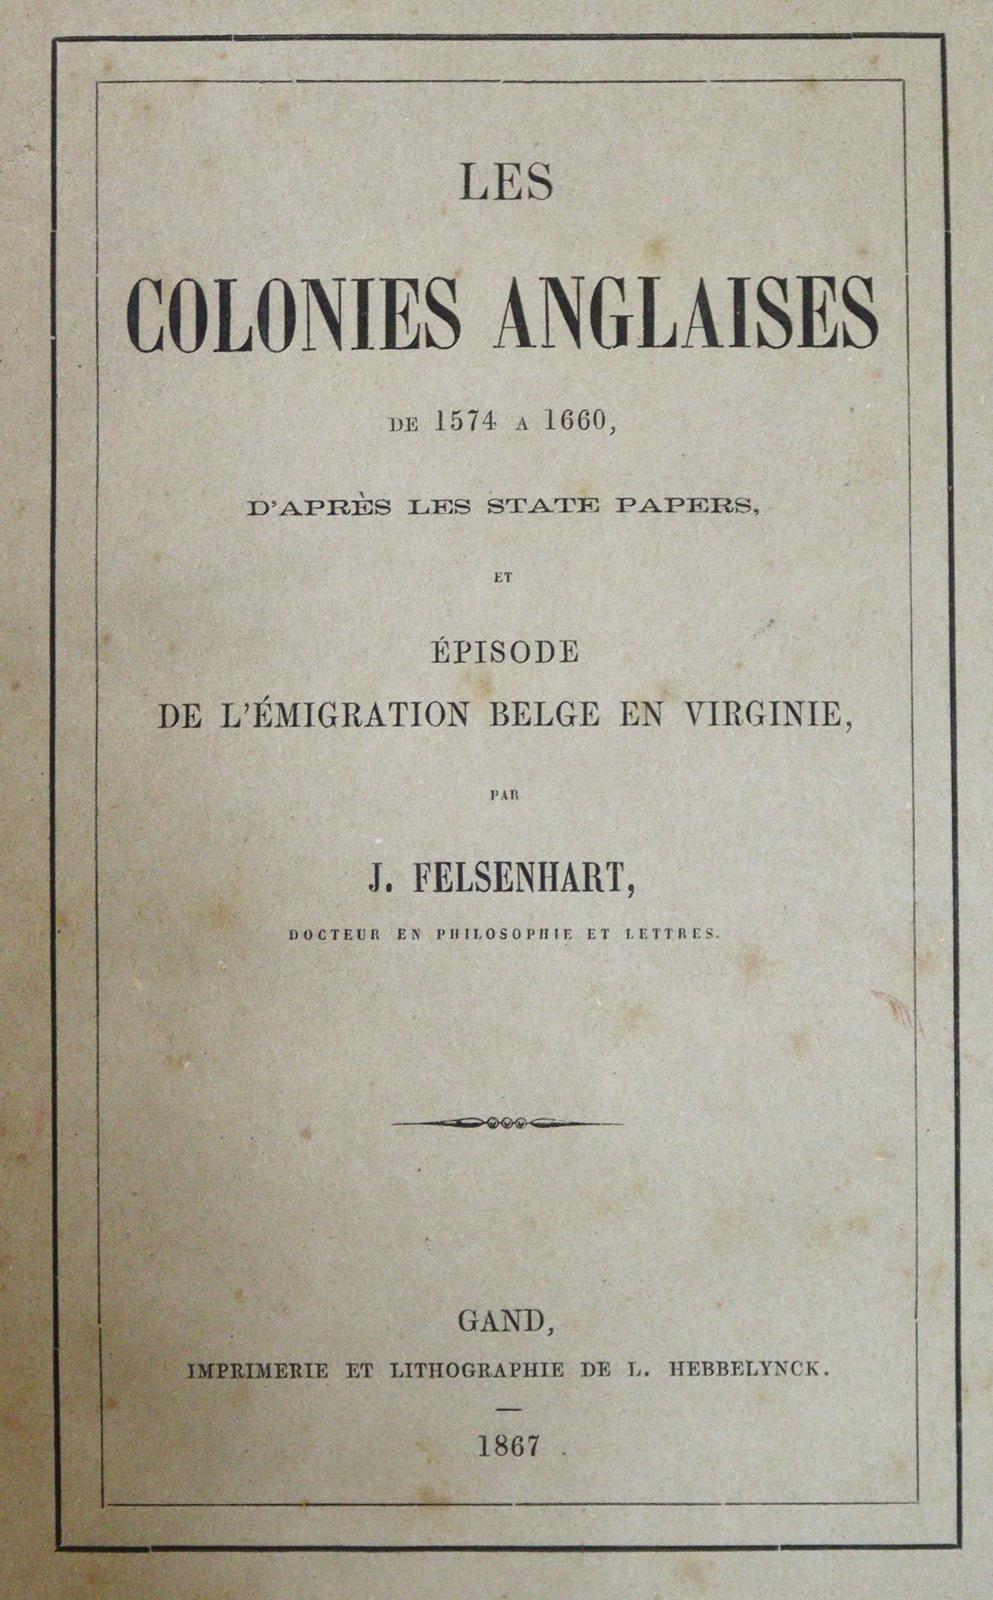 LES
COLONIES ANGLAISES
DE 1574 A 1660,
D'APRÈS LES STATE PAPERS,
ET
ÉPISODE
DE L'ÉMIGRATION BELGE EN VIRGINIE,
PAR
J. FELSENHART,
DOCTEUR EN PHILOSOPHIE ET LETTRES.
GAND,
IMPRIMERIE ET LITHOGRAPHIE DE L. HEBBELYNCK.
1867